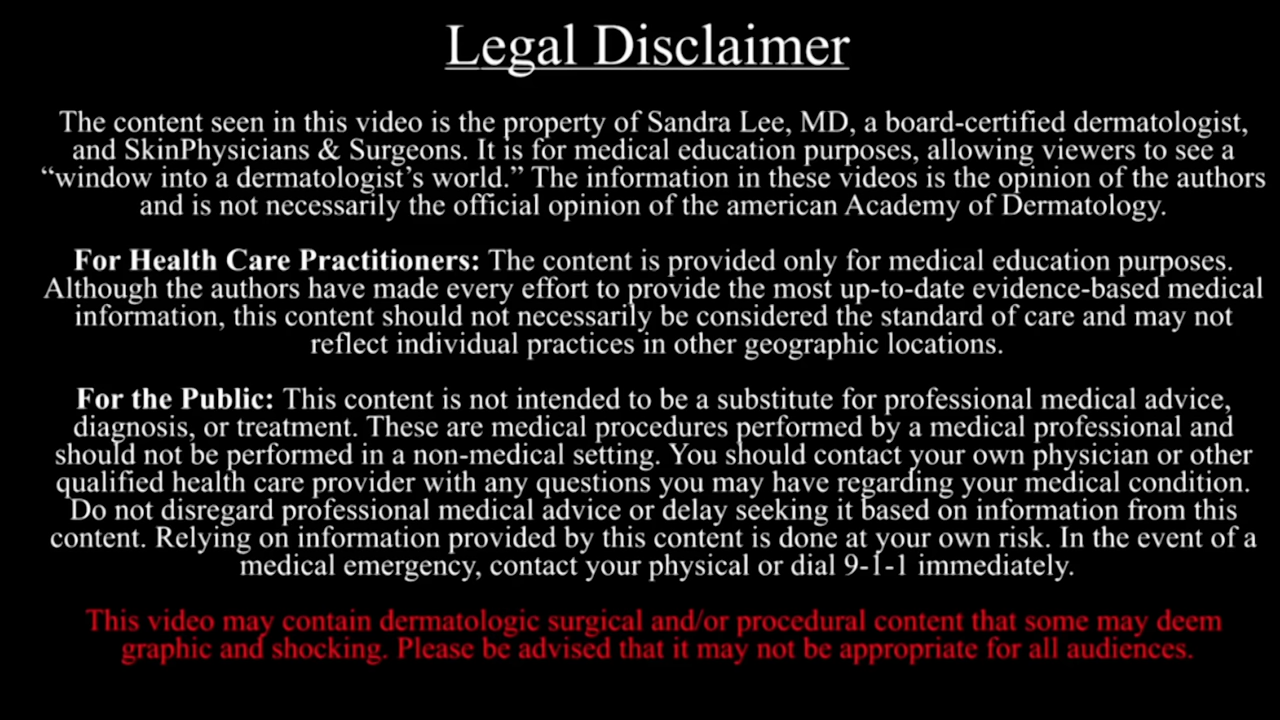 Legal Disclaimer
The content seen in this video is the property of Sandra Lee, MD, a board-certified dermatologist,
and SkinPhysicians & Surgeons. It is for medical education purposes, allowing viewers to see a
“window into a dermatologist’s world.” The information in these videos is the opinion of the authors
and is not necessarily the official opinion of the american Academy of Dermatology.
For Health Care Practitioners: The content is provided only for medical education purposes.
Although the authors have made every effort to provide the most up-to-date evidence-based medical
information, this content should not necessarily be considered the standard of care and may not
reflect individual practices in other geographic locations.
For the Public: This content is not intended to be a substitute for professional medical advice,
diagnosis, or treatment. These are medical procedures performed by a medical professional and
should not be performed in a non-medical setting. You should contact your own physician or other
qualified health care provider with any questions you may have regarding your medical condition.
Do not disregard professional medical advice or delay seeking it based on information from this
content. Relying on information provided by this content is done at your own risk. In the event of a
medical emergency, contact your physical or dial 9-1-1 immediately.
This video may contain dermatologic surgical and/or procedural content that some may deem
graphic and shocking. Please be advised that it may not be appropriate for all audiences.